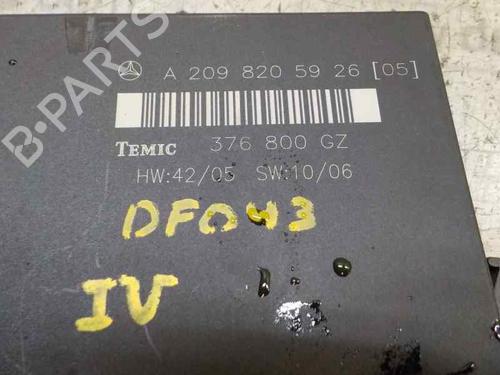 A 209 820 59 26 [05]
TEMIC 376 800 GZ
HW:42/05 SW:10/06
DF043
IV
B-PARTS